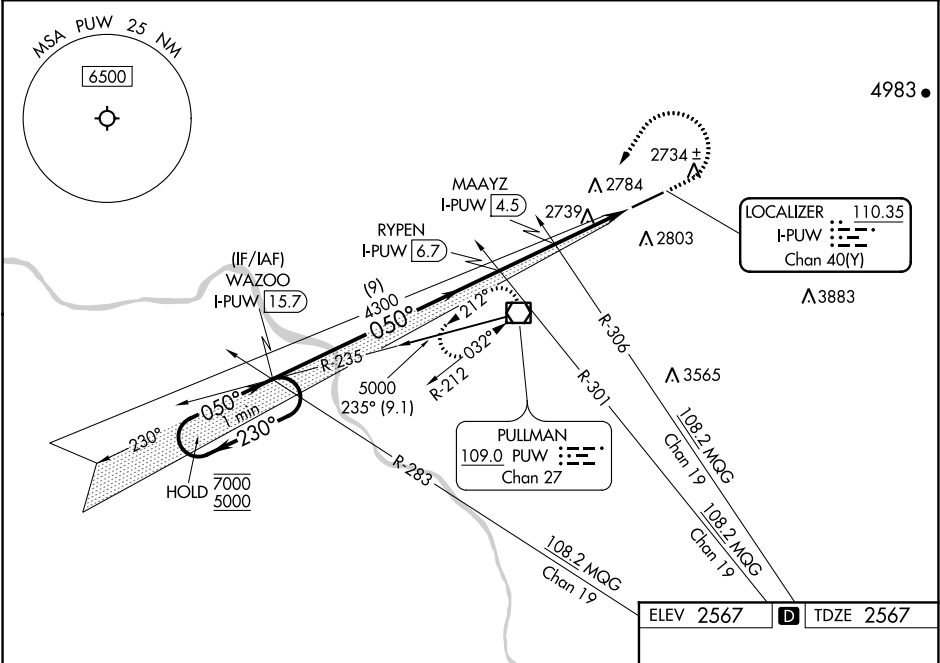 MSA PUW 25 NM
6500
4983
2734 ±
MAAYZ
I-PUW 4.5
2784
2739
LOCALIZER 110.35
I-PUW
Chan 40(Y)
RYPEN
I-PUW 6.7
2803
(IF/IAF)
WAZOO
I-PUW 15.7
(9)
4300
050°
3883
212°
032°
R-235
R-212
5000
235° (9.1)
R-306
R-301
3565
050°
1 min
230°
230°
HOLD 7000
5000
PULLMAN
109.0 PUW
Chan 27
R-283
108.2 MQG
Chan 19
108.2 MQG
Chan 19
108.2 MQG
Chan 19
ELEV 2567 D TDZE 2567